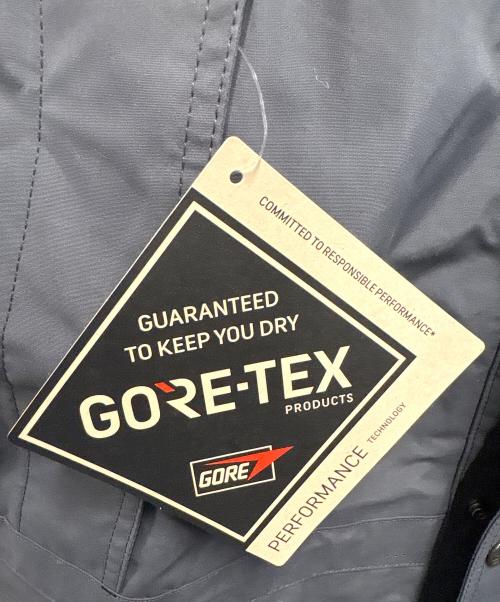 COMMITTED TO RESPONSIBLE PERFORMANCE*
GUARANTEED
TO KEEP YOU DRY
GORE-TEX
PRODUCTS
GORE
PERFORMANCE TECHNOLOGY